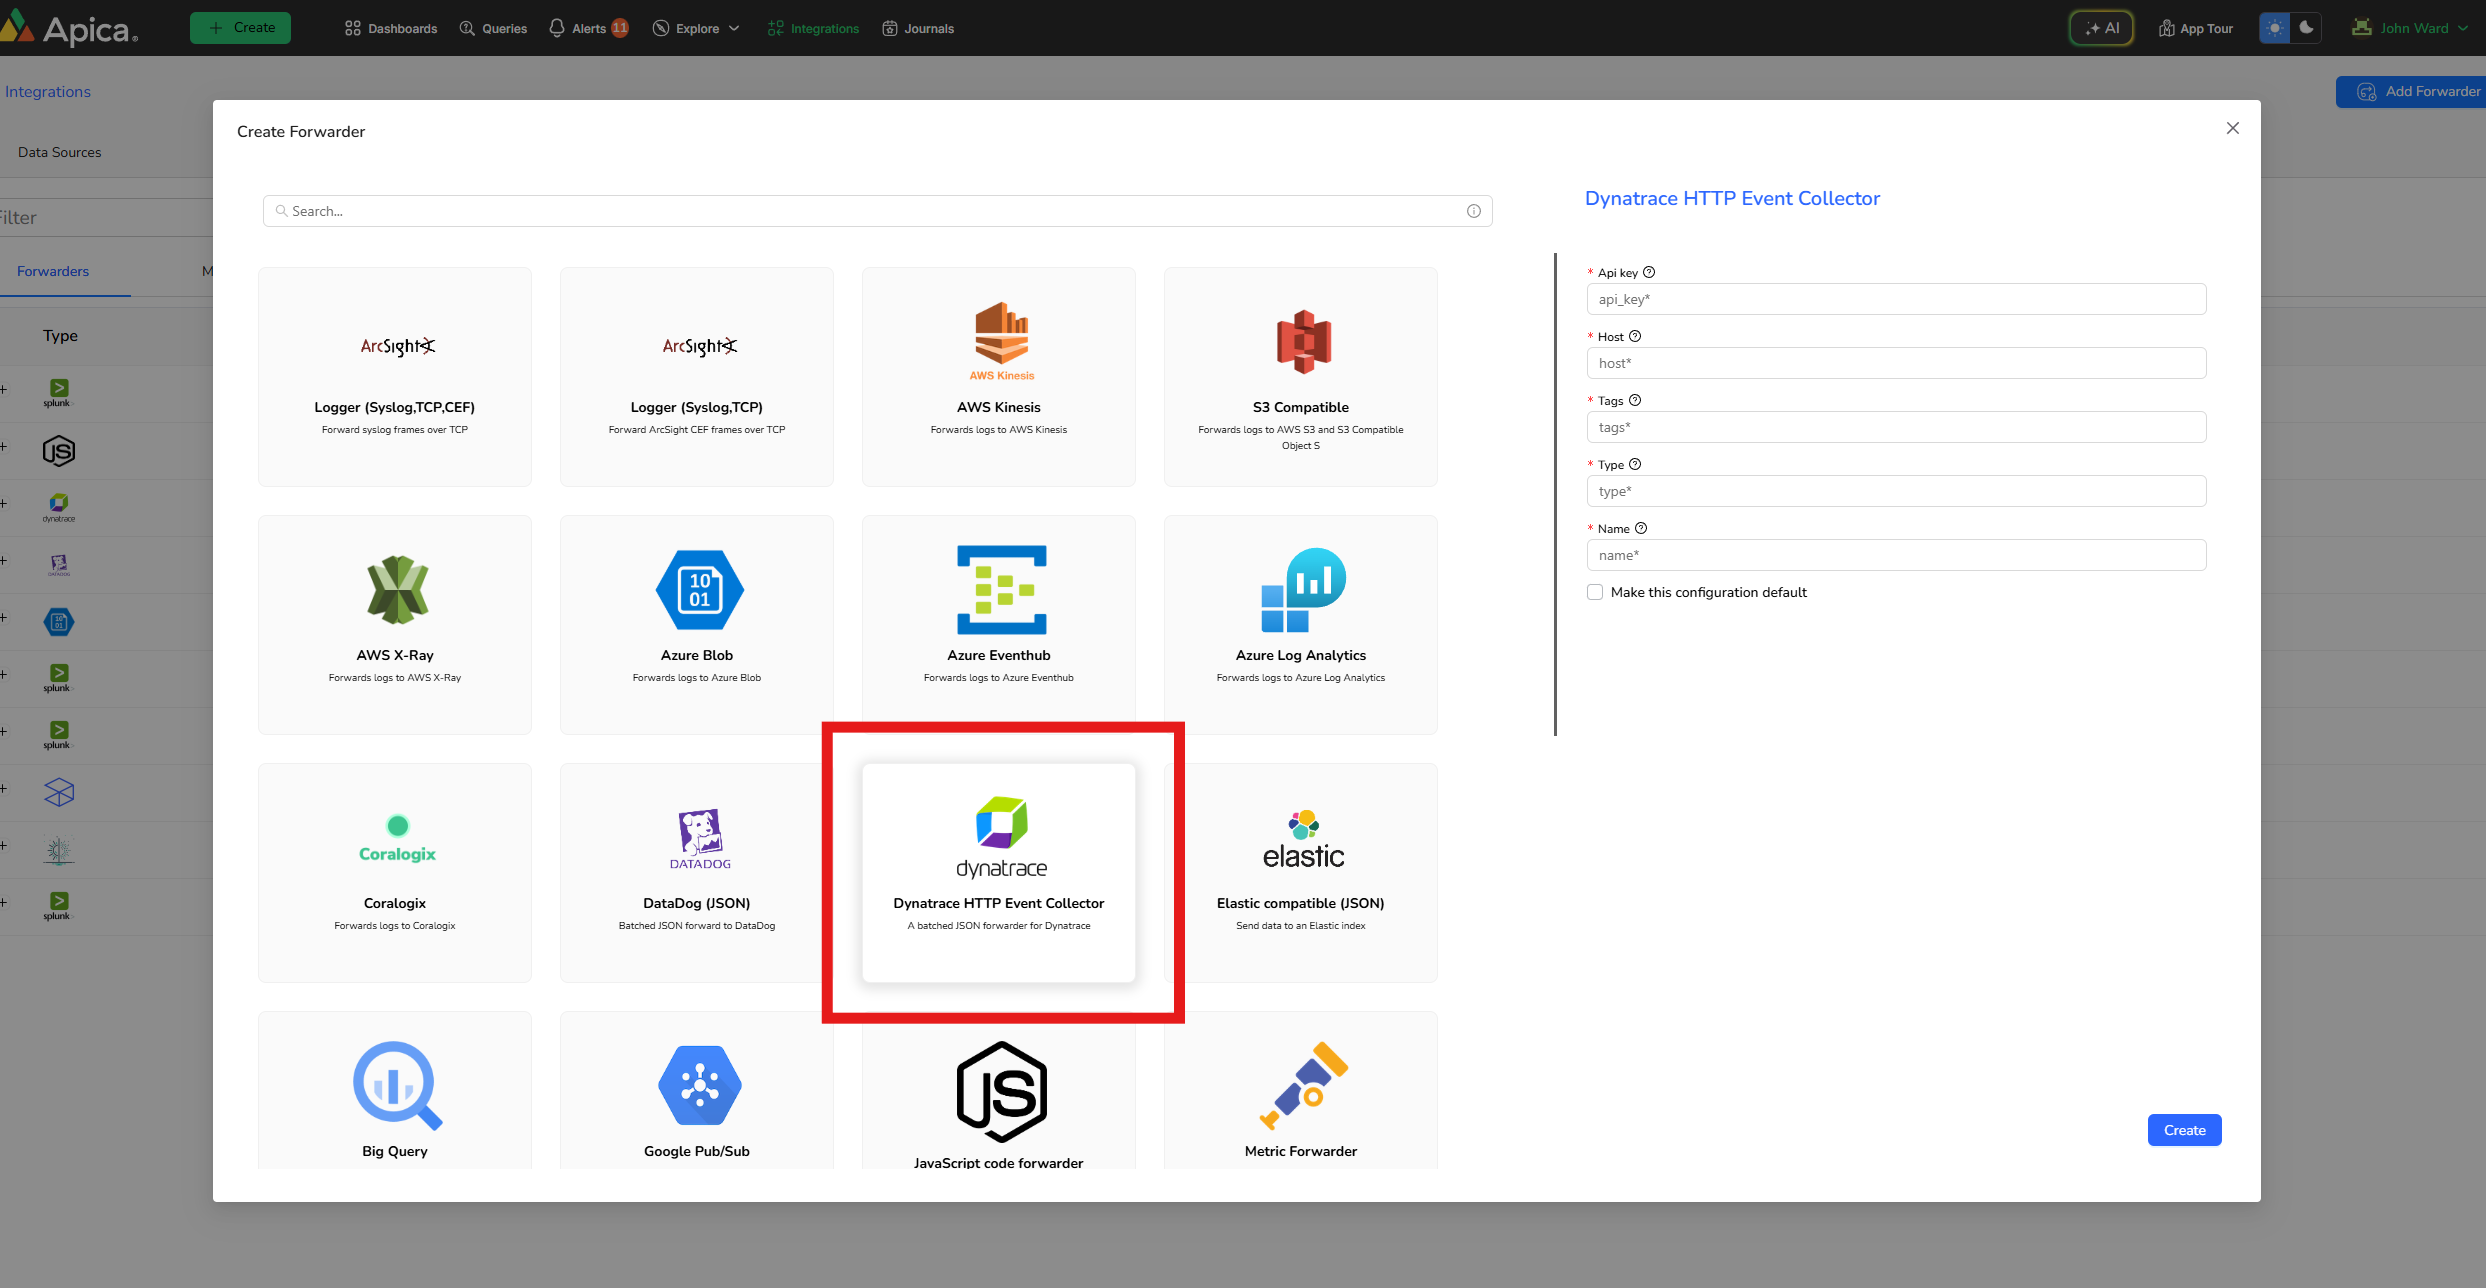 Apica
Create
Dashboards
Queries
Alerts 11
Explore
Integrations
Journals
AI
App Tour
John Ward
Integrations
Add Forwarder
Data Sources
Filter
Forwarders
M
Type
splunk>
JS
dynatrace
DATADOG
10
01
splunk>
splunk>
splunk>
Create Forwarder
Search...
ArcSight
Logger (Syslog,TCP,CEF)
Forward syslog frames over TCP
ArcSight
Logger (Syslog,TCP)
Forward ArcSight CEF frames over TCP
AWS Kinesis
AWS Kinesis
Forwards logs to AWS Kinesis
S3 Compatible
Forwards logs to AWS S3 and S3 Compatible
Object S
AWS X-Ray
Forwards logs to AWS X-Ray
10
01
Azure Blob
Forwards logs to Azure Blob
Azure Eventhub
Forwards logs to Azure Eventhub
Azure Log Analytics
Forwards logs to Azure Log Analytics
Coralogix
Coralogix
Forwards logs to Coralogix
DATADOG
DataDog (JSON)
Batched JSON forward to DataDog
dynatrace
Dynatrace HTTP Event Collector
A batched JSON forwarder for Dynatrace
elastic
Elastic compatible (JSON)
Send data to an Elastic index
Big Query
Google Pub/Sub
JS
JavaScript code forwarder
Metric Forwarder
Dynatrace HTTP Event Collector
* Api key
api_key*
* Host
host*
* Tags
tags*
* Type
type*
* Name
name*
Make this configuration default
Create